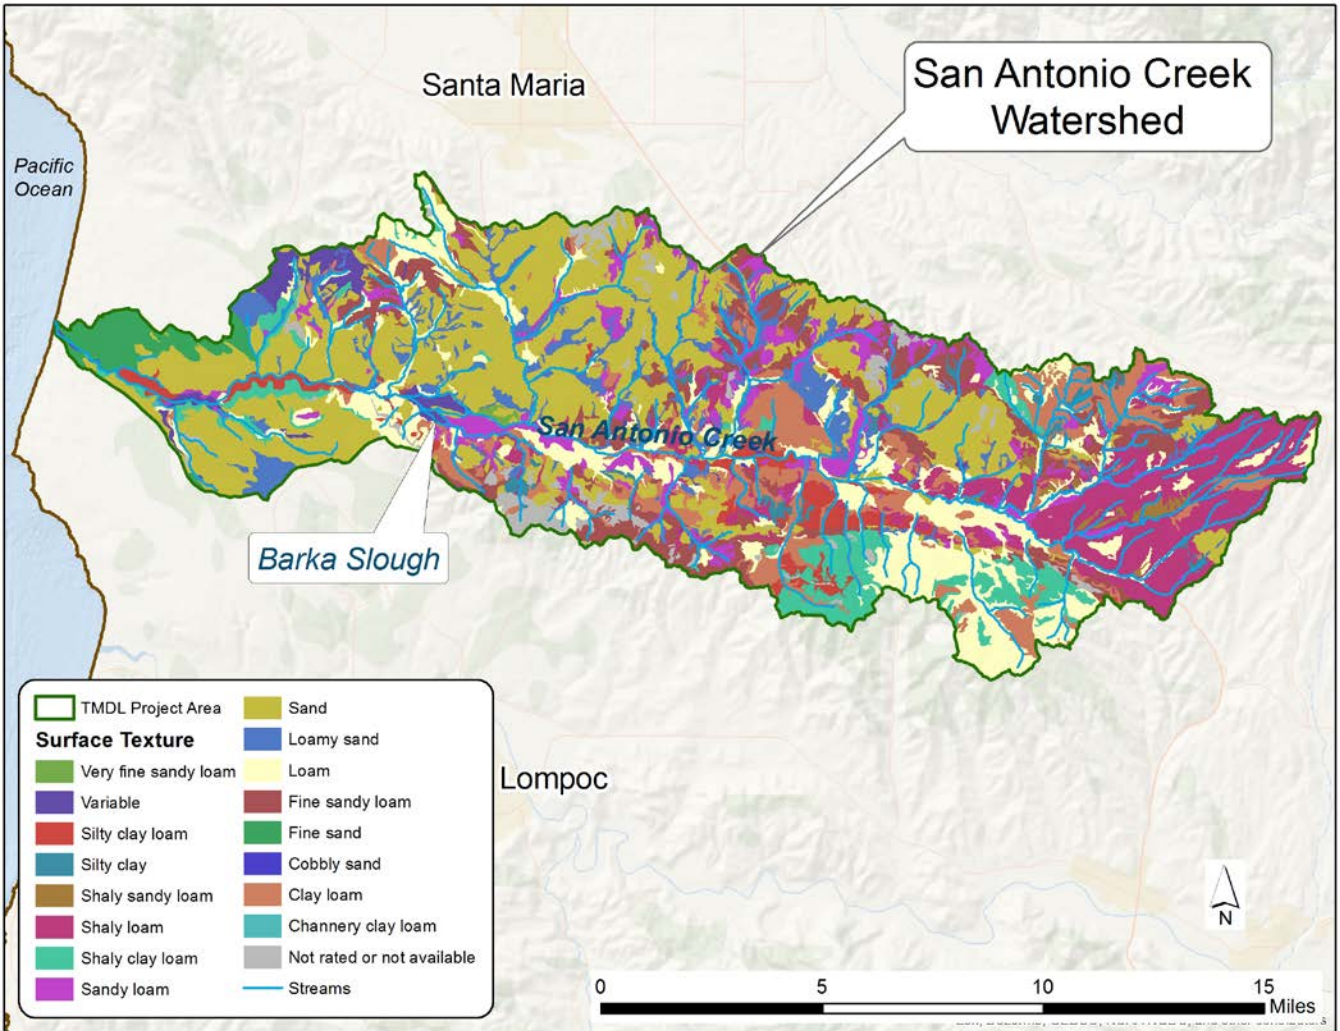 Santa Maria
San Antonio Creek
Watershed
Pacific
Ocean
San Antonio Creek
Barka Slough
Lompoc
TMDL Project Area
Surface Texture
Very fine sandy loam
Variable
Silty clay loam
Silty clay
Shaly sandy loam
Shaly loam
Shaly clay loam
Sandy loam
Sand
Loamy sand
Loam
Fine sandy loam
Fine sand
Cobbly sand
Clay loam
Channery clay loam
Not rated or not available
Streams
N
0 5 10 15
Miles